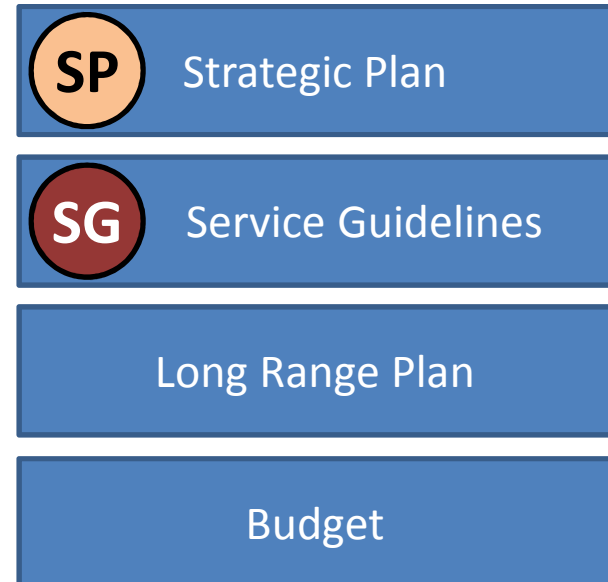 SP Strategic Plan
SG Service Guidelines
Long Range Plan
Budget